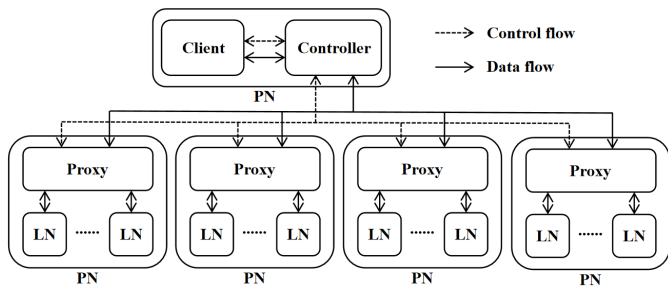 Client
Controller
Control flow
Data flow
PN
Proxy
Proxy
Proxy
Proxy
LN ...... LN
LN ...... LN
LN ...... LN
LN ...... LN
PN
PN
PN
PN